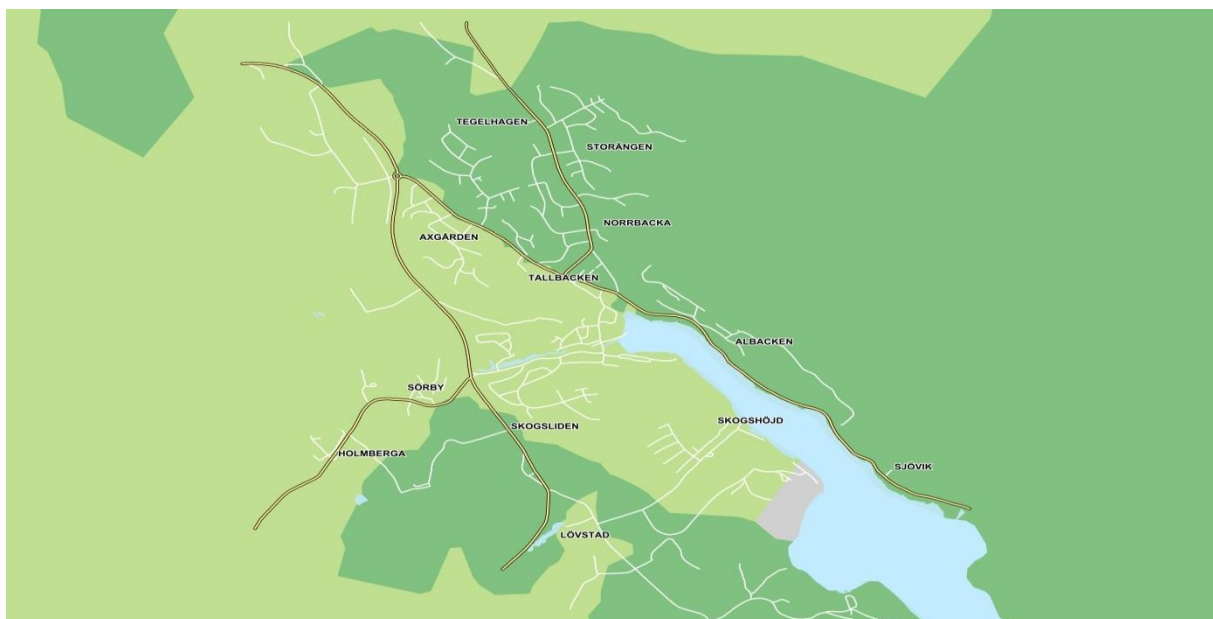 TEGELHAGEN
STORÄNGEN
NORRBACKA
AXGÅRDEN
TALLBACKEN
ALBACKEN
SÖRBY
SKOGSHÖJD
SKOGSLIDEN
HOLMBERGA
SJÖVIK
LÖVSTAD